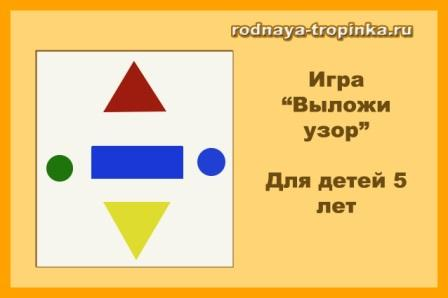 rodnaya-tropinka.ru
Игра
“Выложи
узор”
Для детей 5
лет